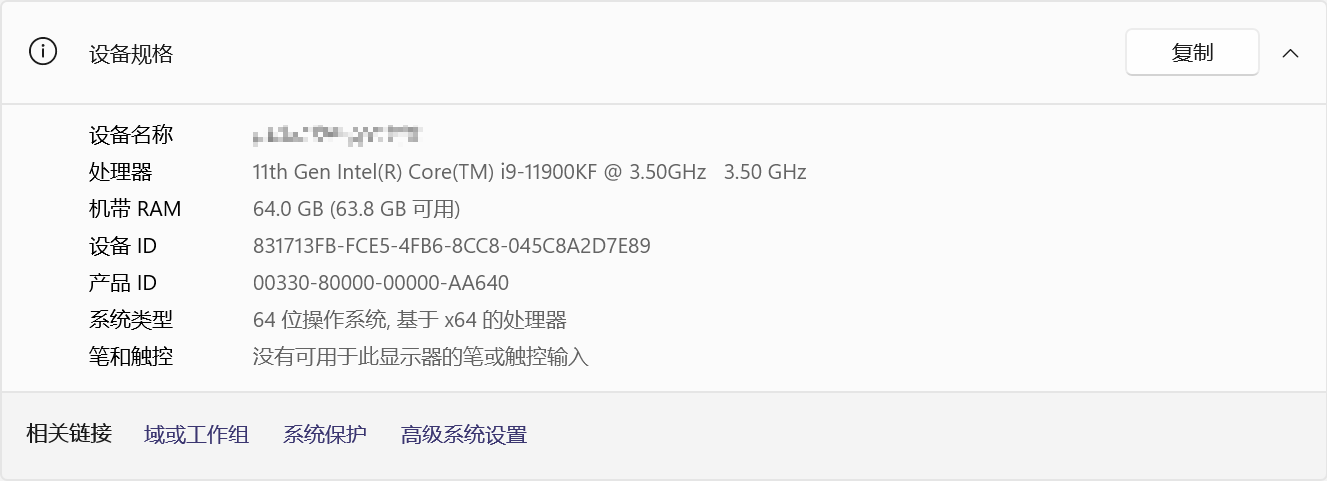 设备规格
复制
设备名称
处理器 11th Gen Intel(R) Core(TM) i9-11900KF @ 3.50GHz 3.50 GHz
机带 RAM 64.0 GB (63.8 GB 可用)
设备 ID 831713FB-FCE5-4FB6-8CC8-045C8A2D7E89
产品 ID 00330-80000-00000-AA640
系统类型 64 位操作系统, 基于 x64 的处理器
笔和触控 没有可用于此显示器的笔或触控输入
相关链接 域或工作组 系统保护 高级系统设置